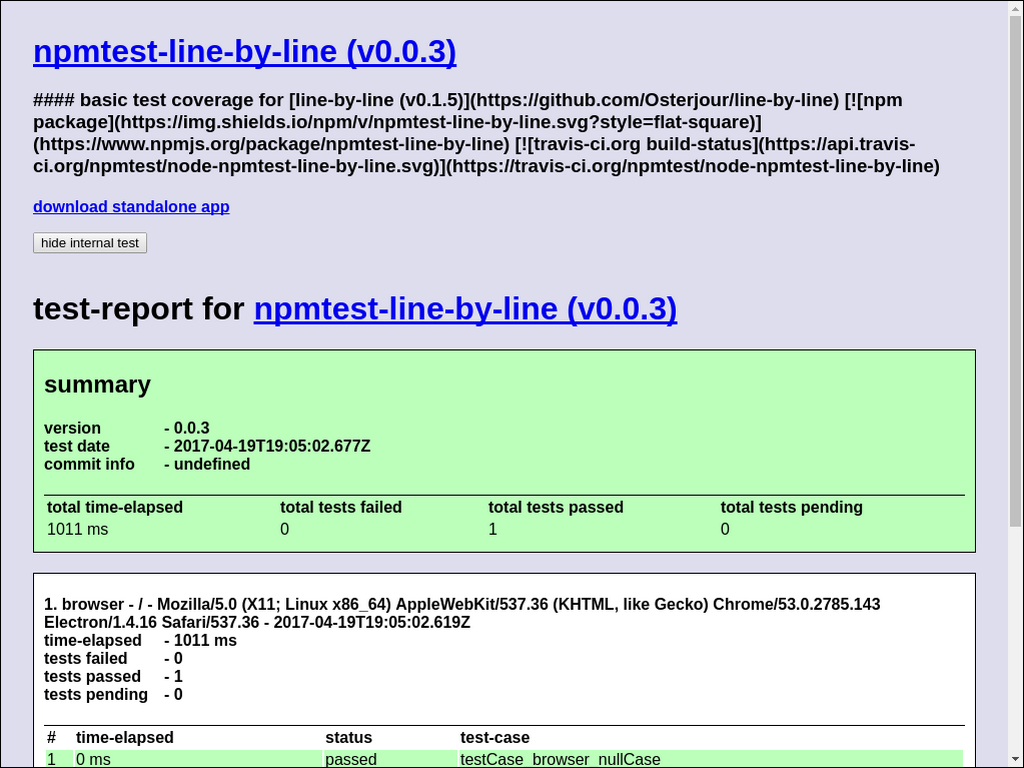 npmtest-line-by-line (v0.0.3)
#### basic test coverage for [line-by-line (v0.1.5)](https://github.com/Osterjour/line-by-line) [![npm
package](https://img.shields.io/npm/v/npmtest-line-by-line.svg?style=flat-square)]
(https://www.npmjs.org/package/npmtest-line-by-line) [![travis-ci.org build-status](https://api.travis-
ci.org/npmtest/node-npmtest-line-by-line.svg)](https://travis-ci.org/npmtest/node-npmtest-line-by-line)
download standalone app
hide internal test
test-report for npmtest-line-by-line (v0.0.3)
summary
version - 0.0.3
test date - 2017-04-19T19:05:02.677Z
commit info - undefined
total time-elapsed total tests failed total tests passed total tests pending
1011 ms 0 1 0
1. browser - / - Mozilla/5.0 (X11; Linux x86_64) AppleWebKit/537.36 (KHTML, like Gecko) Chrome/53.0.2785.143
Electron/1.4.16 Safari/537.36 - 2017-04-19T19:05:02.619Z
time-elapsed - 1011 ms
tests failed - 0
tests passed - 1
tests pending - 0
# time-elapsed status test-case
1 0 ms passed testCase_browser_nullCase